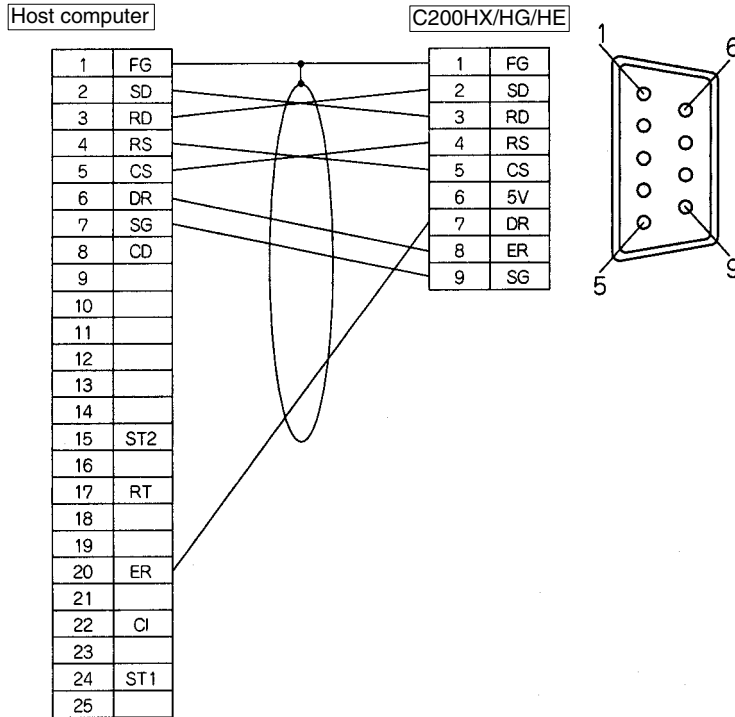 Host computer
1 FG
2 SD
3 RD
4 RS
5 CS
6 DR
7 SG
8 CD
9
10
11
12
13
14
15 ST2
16
17 RT
18
19
20 ER
21
22 CI
23
24 ST1
25
C200HX/HG/HE
1 FG
2 SD
3 RD
4 RS
5 CS
6 5V
7 DR
8 ER
9 SG
1
6
5
9